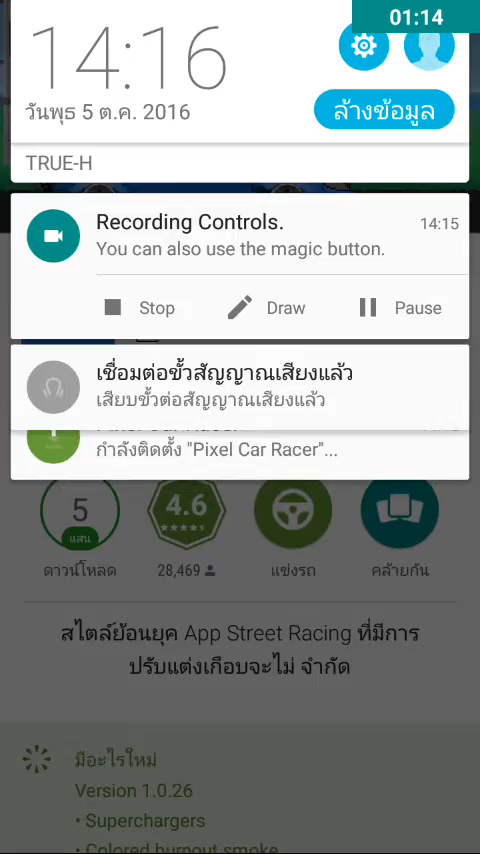 01:14
14:16
วันพุธ 5 ต.ค. 2016
ล้างข้อมูล
TRUE-H
Recording Controls.
14:15
You can also use the magic button.
Stop
Draw
Pause
เชื่อมต่อขั้วสัญญาณเสียงแล้ว
เสียบขั้วต่อสัญญาณเสียงแล้ว
กำลังติดตั้ง "Pixel Car Racer"...
5
แสน
4.6
ดาวน์โหลด
28,469
แข่งรถ
คล้ายกัน
สไตล์ย้อนยุค App Street Racing ที่มีการ
ปรับแต่งเกือบจะไม่ จำกัด
มีอะไรใหม่
Version 1.0.26
• Superchargers
• Colored burnout smoke